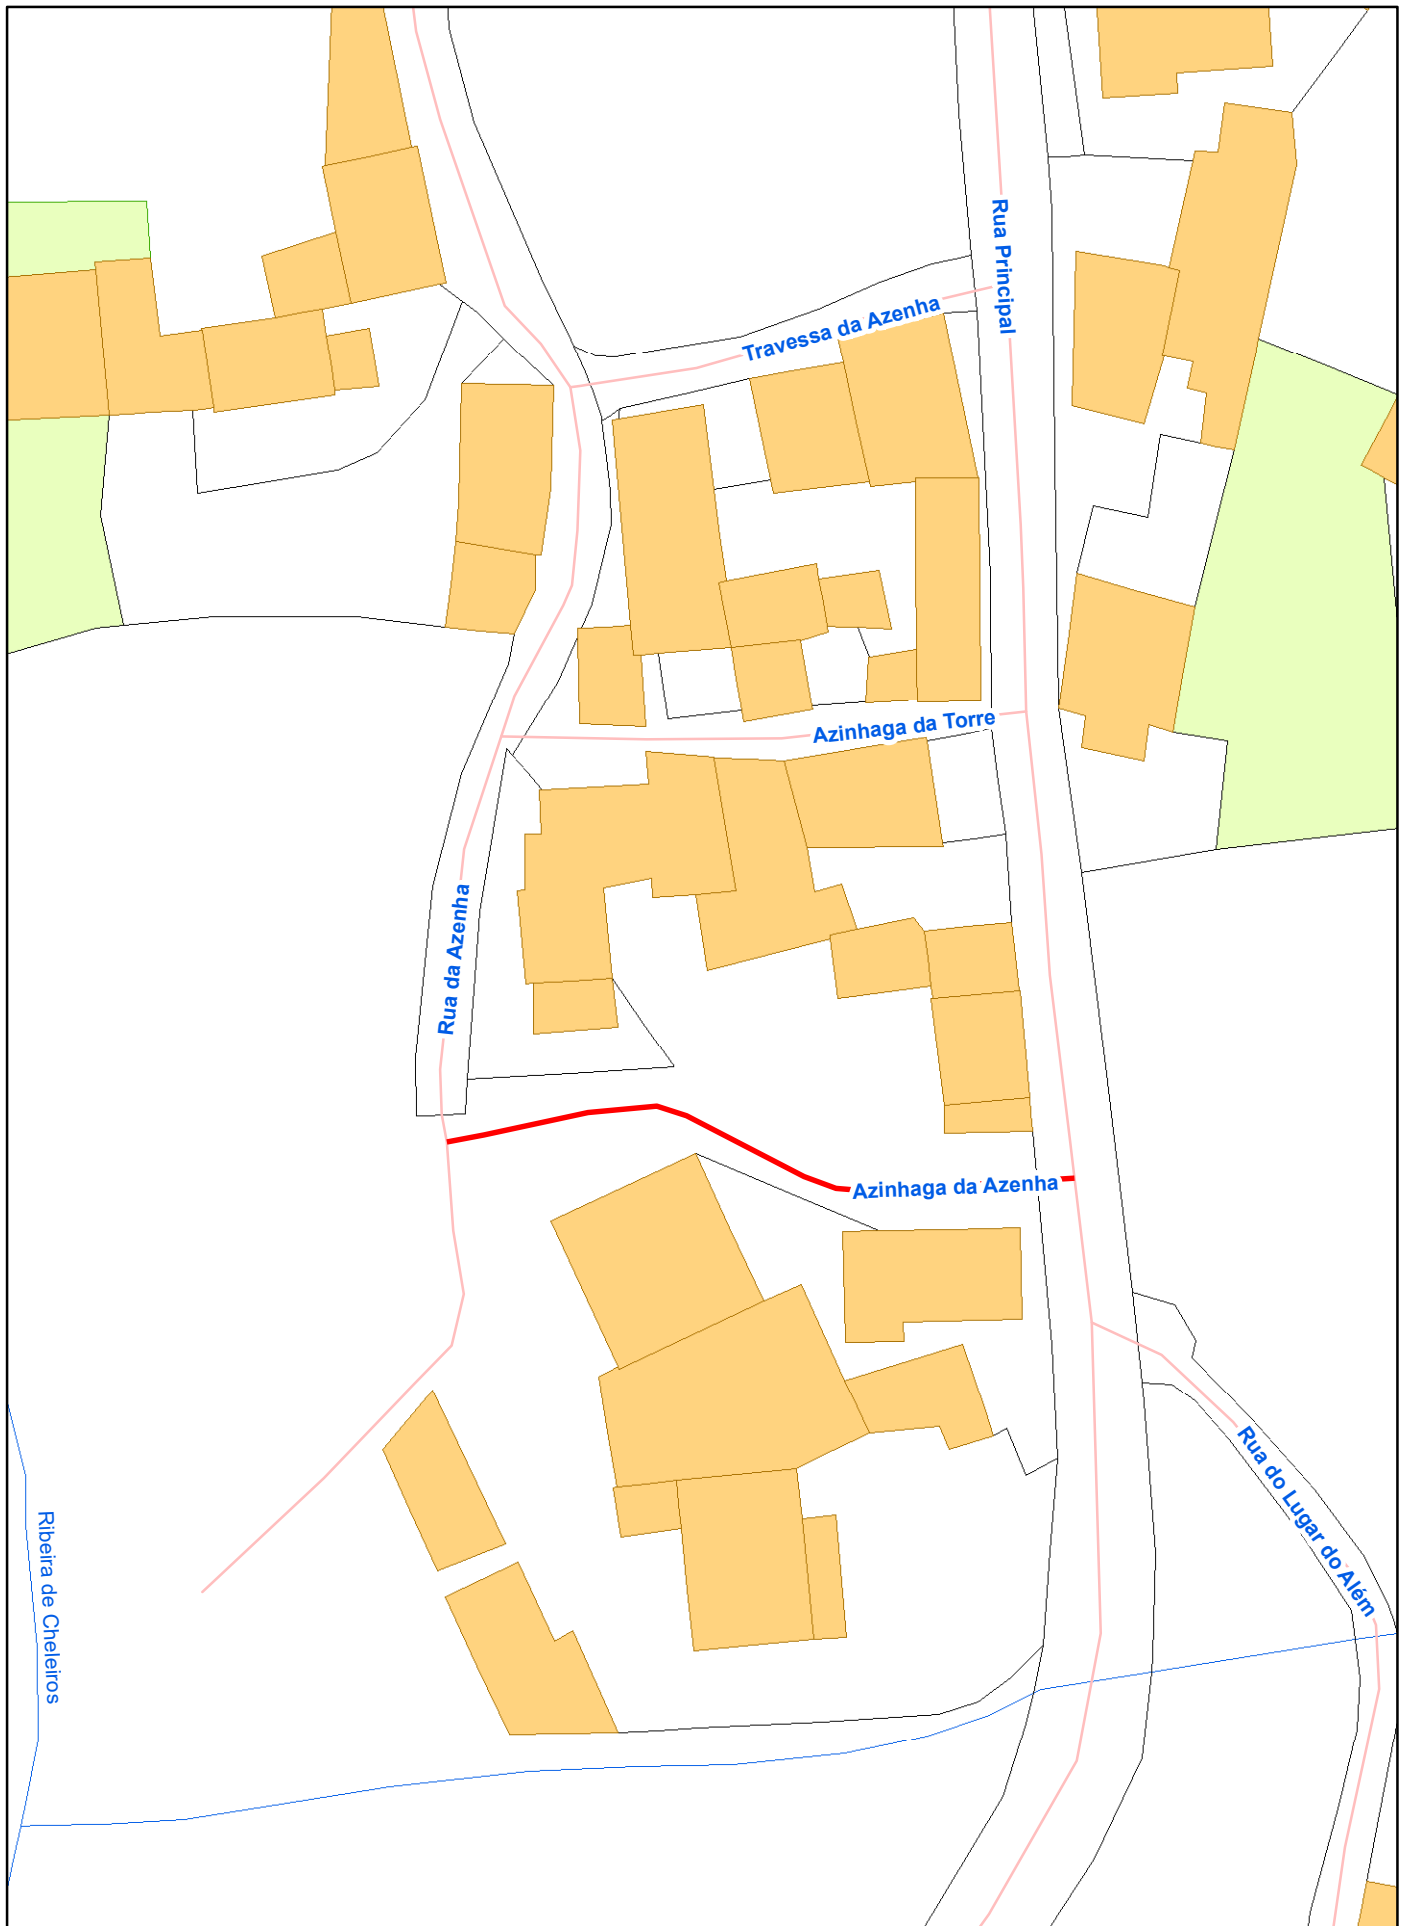 Rua Principal
Travessa da Azenha
Azinhaga da Torre
Rua da Azenha
Azinhaga da Azenha
Rua do Lugar do Além
Ribeira de Cheleiros